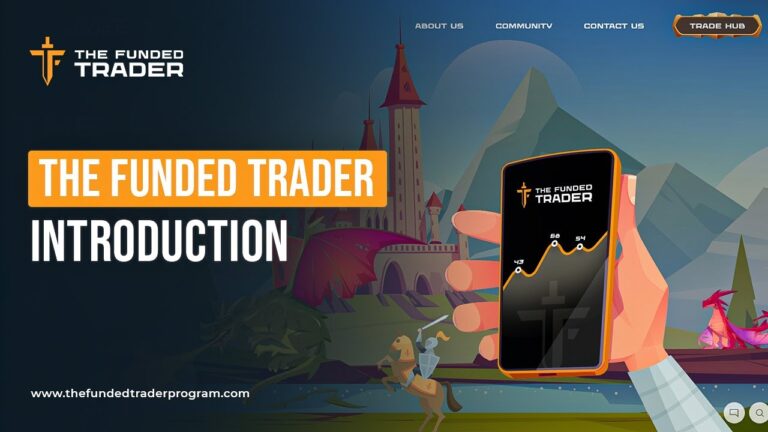 ABOUT US
COMMUNITY
CONTACT US
TRADE HUB
THE FUNDED
TRADER
THE FUNDED TRADER
INTRODUCTION
THE FUNDED
TRADER
43
68
54
www.thefundedtraderprogram.com